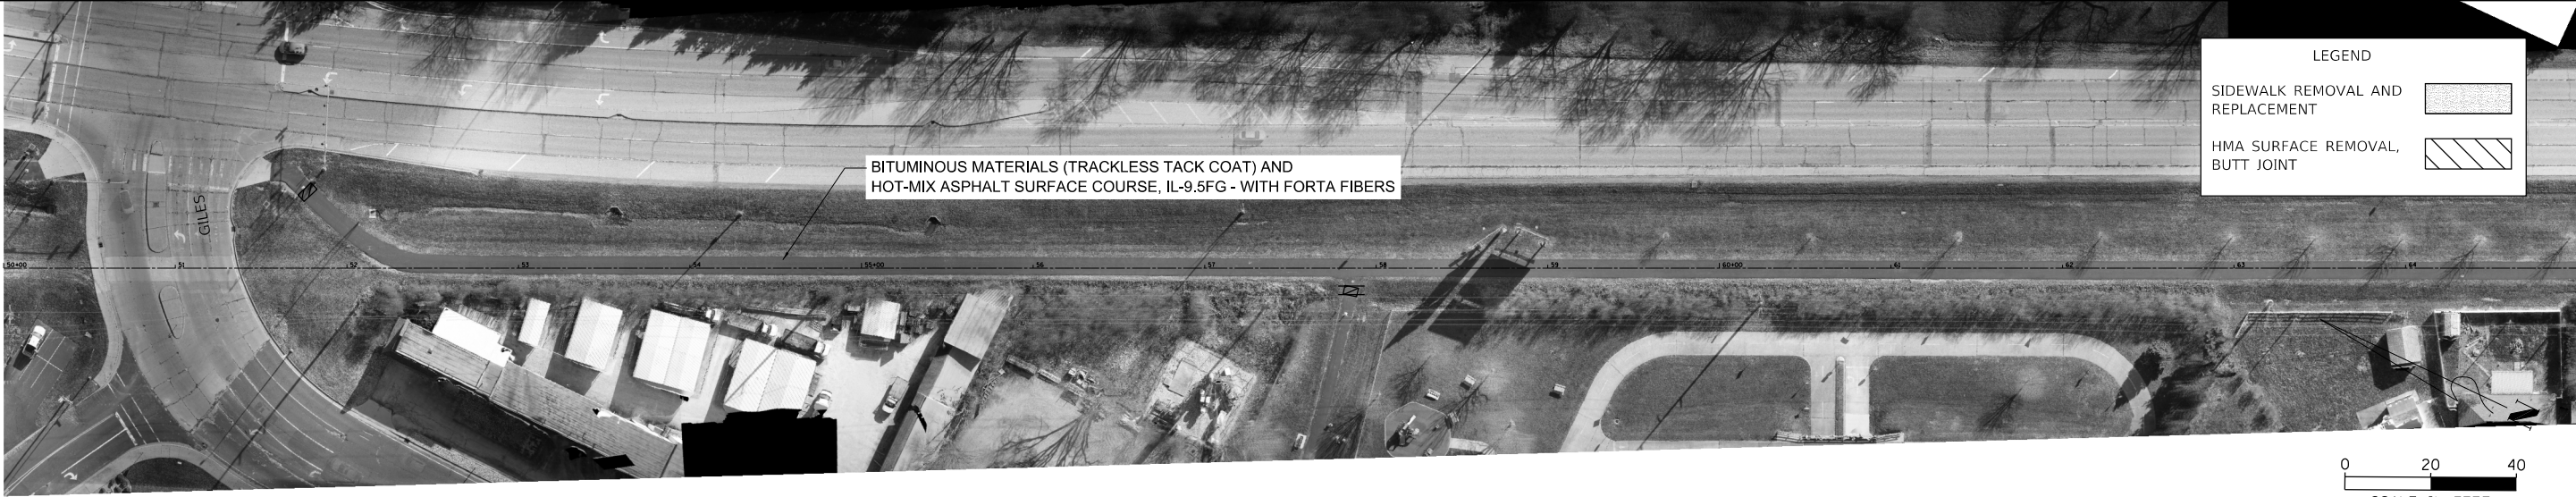 LEGEND
SIDEWALK REMOVAL AND
REPLACEMENT
HMA SURFACE REMOVAL,
BUTT JOINT
BITUMINOUS MATERIALS (TRACKLESS TACK COAT) AND
HOT-MIX ASPHALT SURFACE COURSE, IL-9.5FG - WITH FORTA FIBERS
GILES
50+00 51 52 53 54 55+00 56 57 58 59 60+00 61 62 63 64
0 20 40